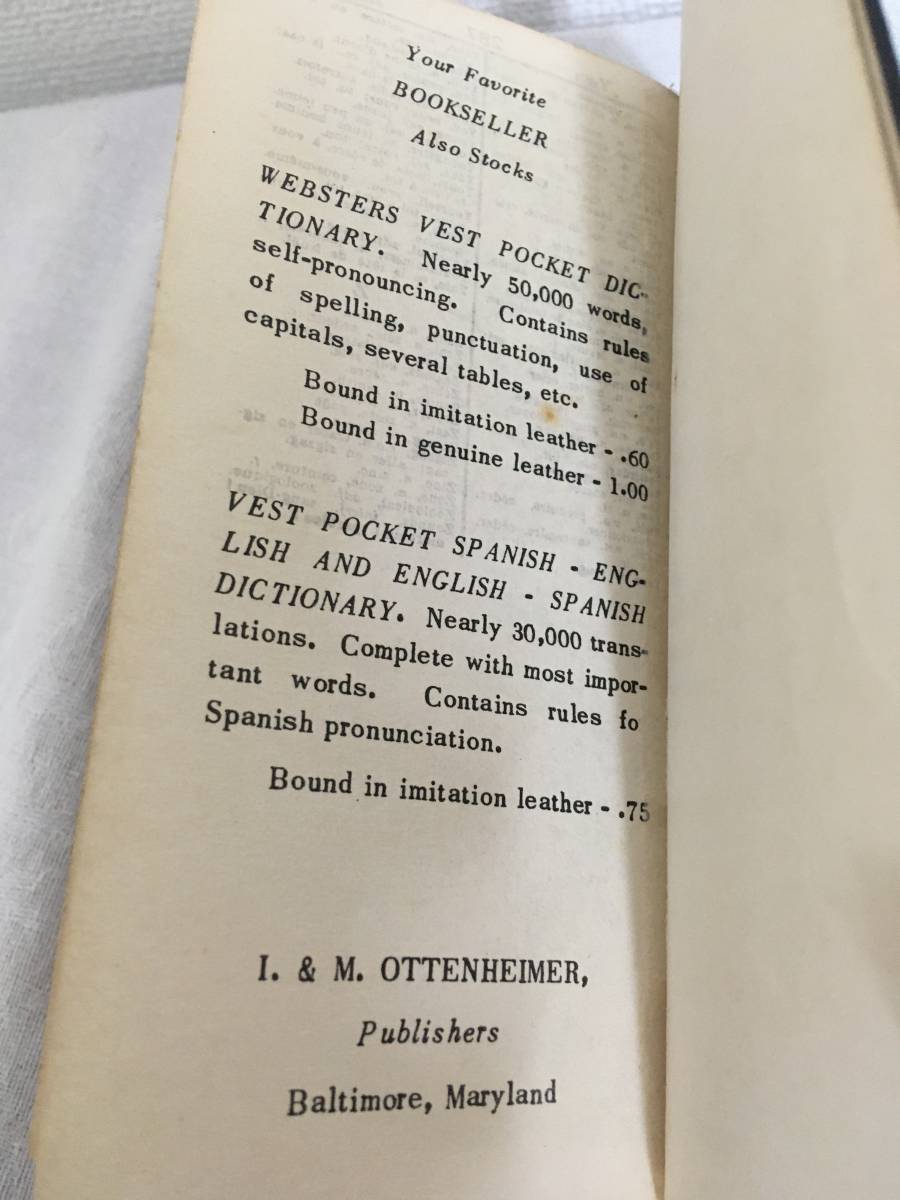 Your Favorite
BOOKSELLER
Also Stocks
WEBSTERS VEST POCKET DIC-
TIONARY. Nearly 50,000 words,
self-pronouncing. Contains rules
of spelling, punctuation, use of
capitals, several tables, etc.
Bound in imitation leather - .60
Bound in genuine leather - 1.00
VEST POCKET SPANISH - ENG-
LISH AND ENGLISH - SPANISH
DICTIONARY. Nearly 30,000 trans-
lations. Complete with most impor-
tant words. Contains rules fo
Spanish pronunciation.
Bound in imitation leather - .75
I. & M. OTTENHEIMER,
Publishers
Baltimore, Maryland